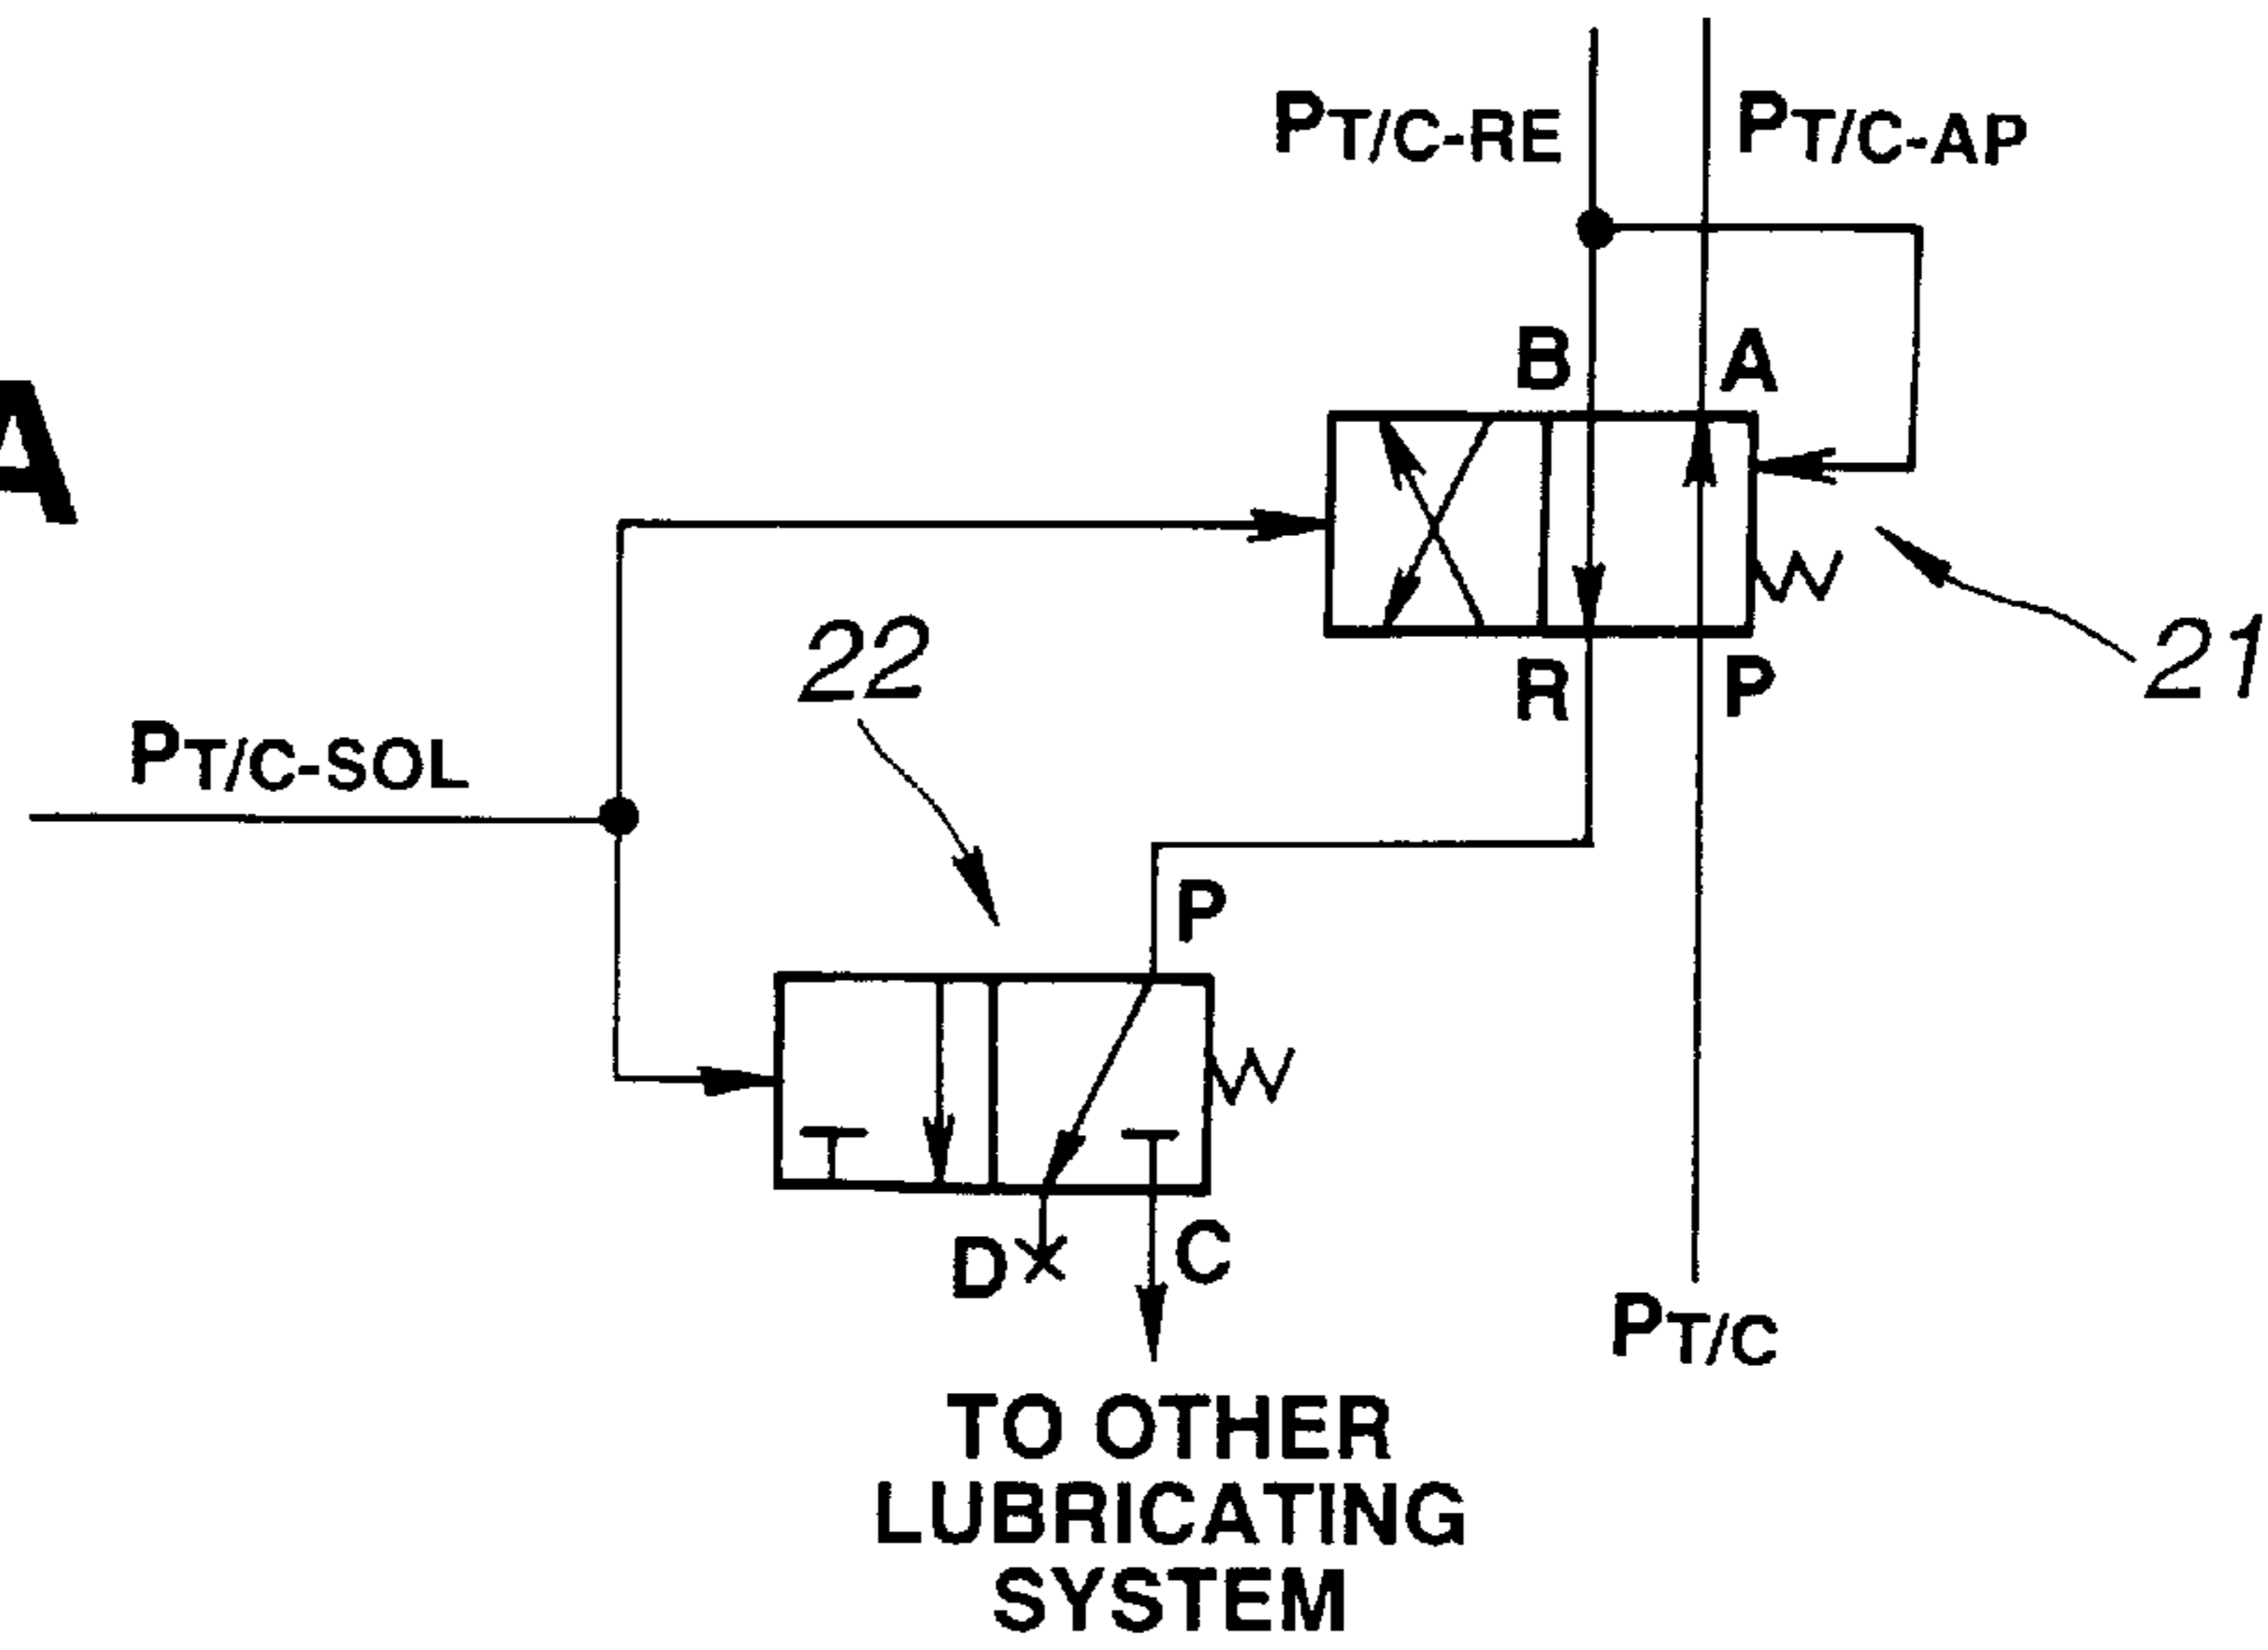 PT/C-RE
PT/C-AP
A
B
A
R
P
21
22
PT/C-SOL
P
D
C
PT/C
TO OTHER
LUBRICATING
SYSTEM